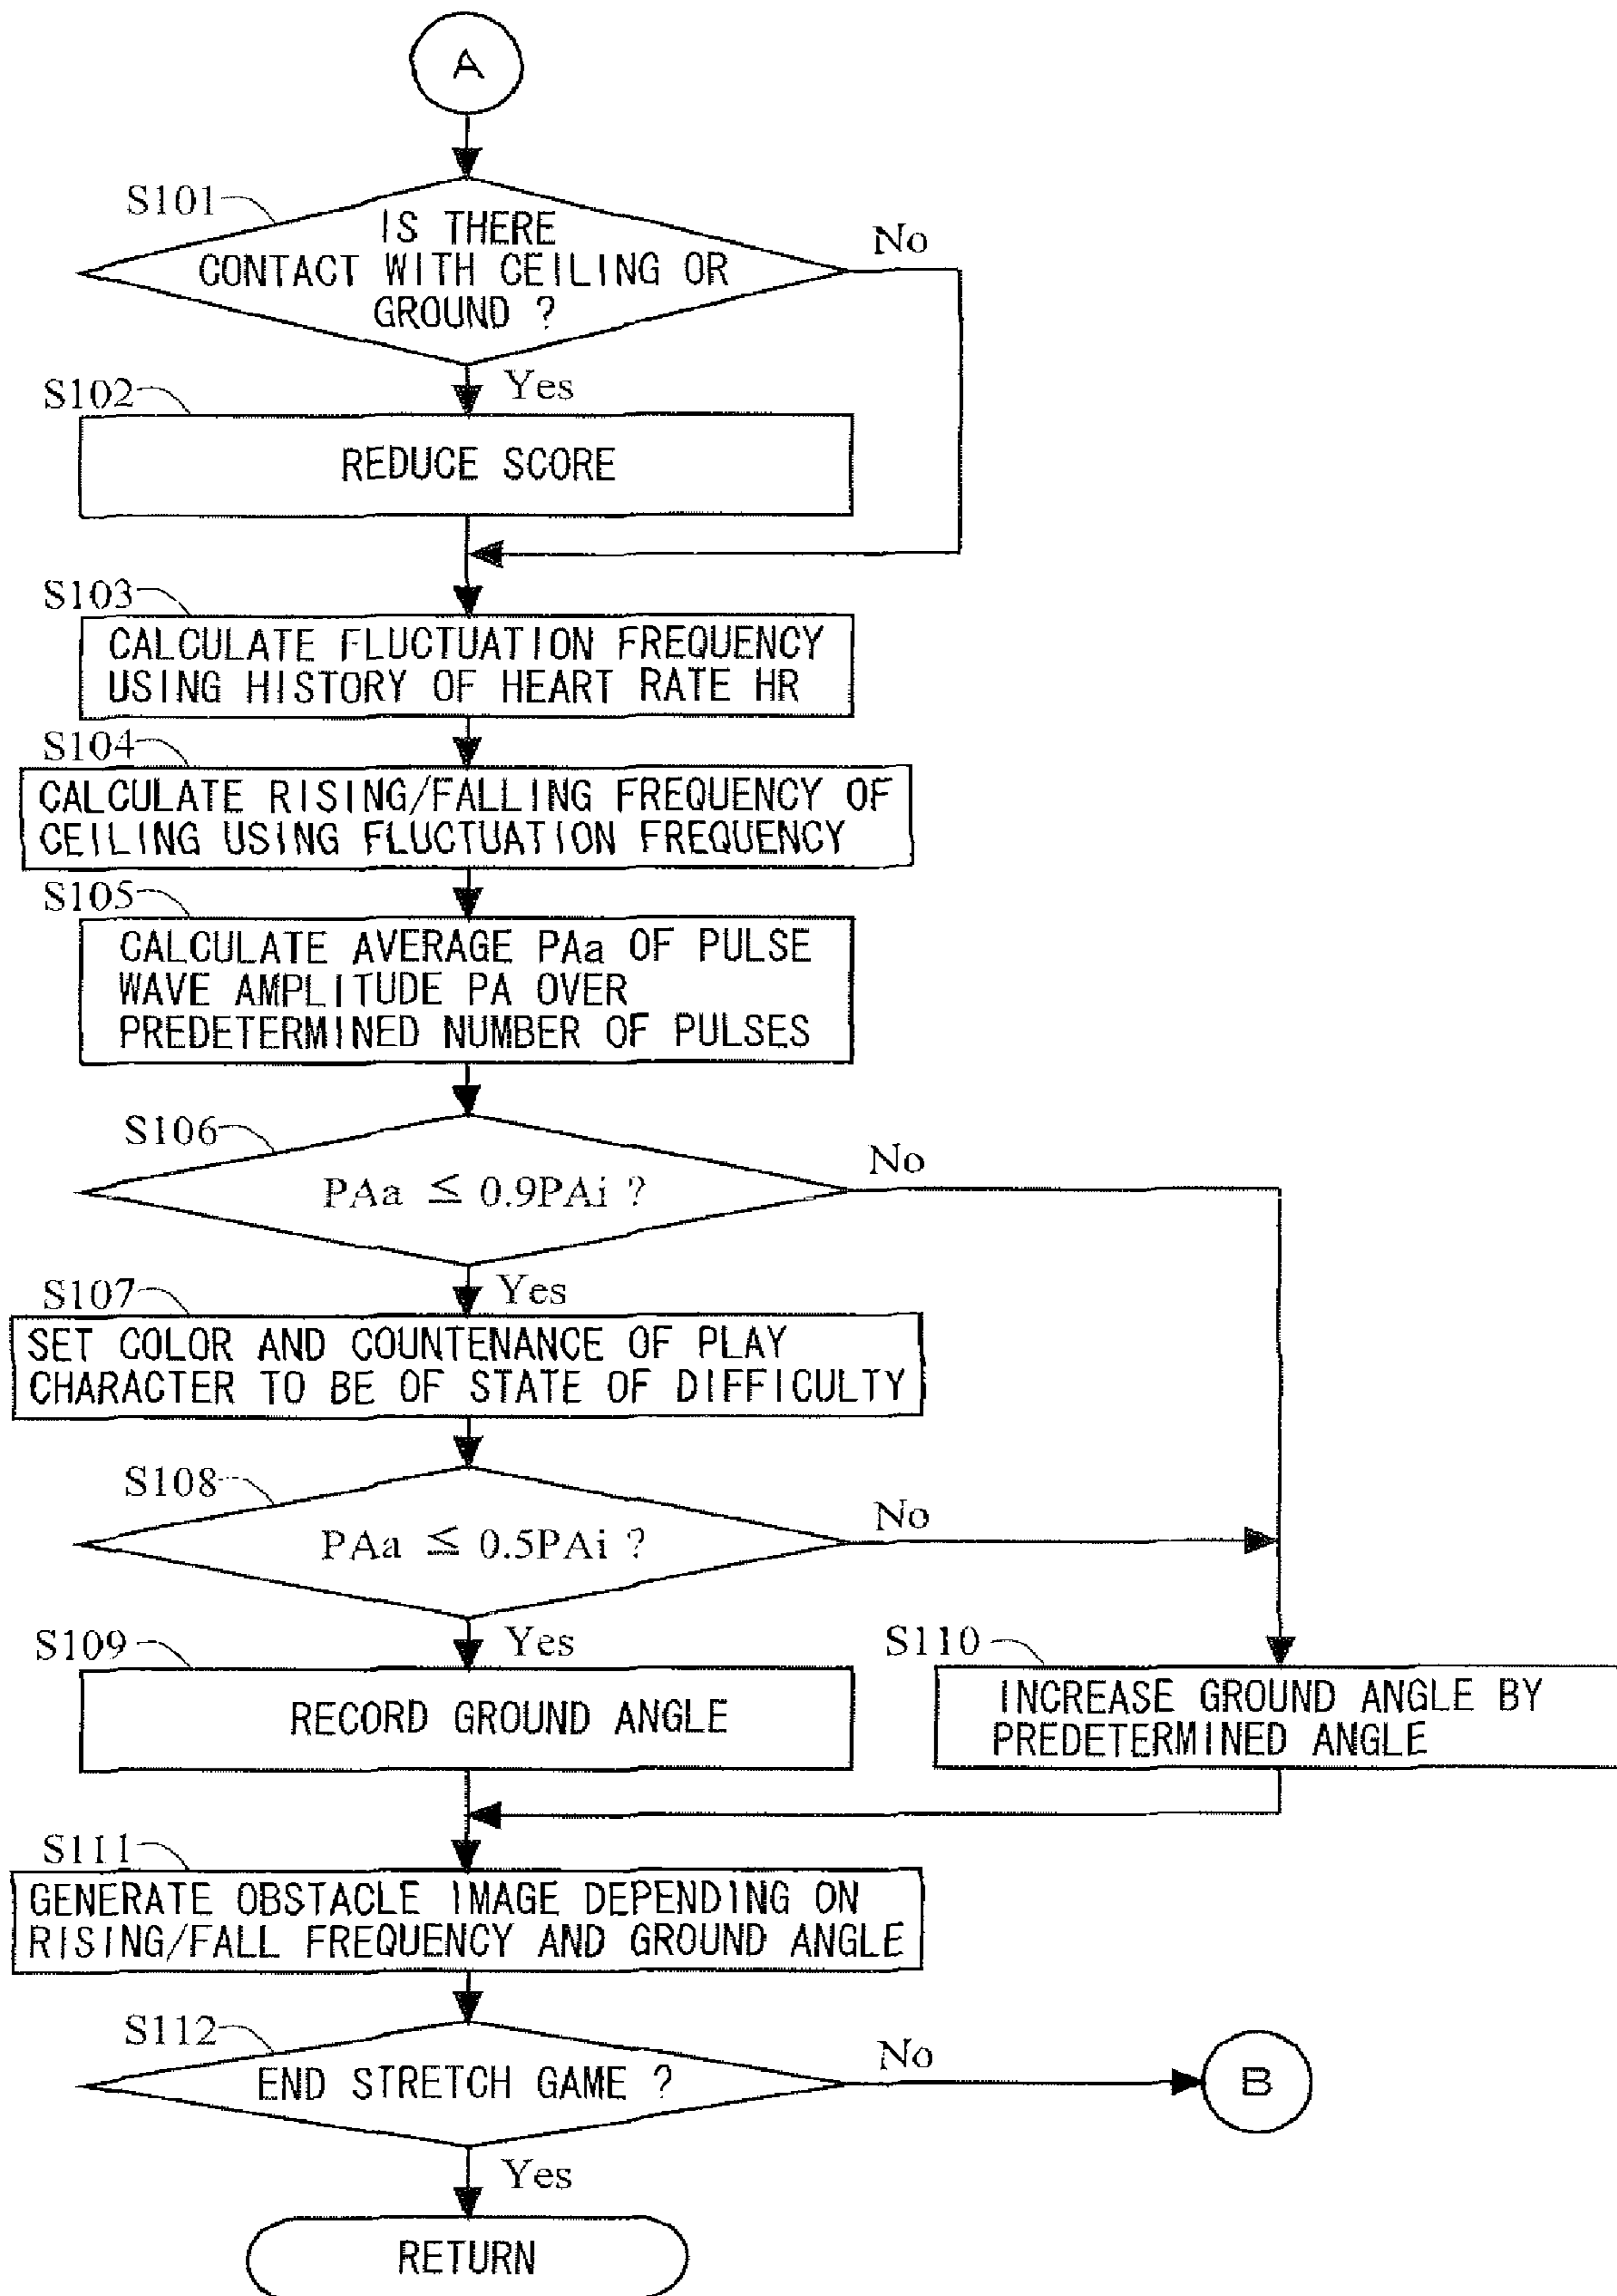 A
S101
IS THERE
CONTACT WITH CEILING OR
GROUND ?
No
Yes
S102
REDUCE SCORE
S103
CALCULATE FLUCTUATION FREQUENCY
USING HISTORY OF HEART RATE HR
S104
CALCULATE RISING/FALLING FREQUENCY OF
CEILING USING FLUCTUATION FREQUENCY
S105
CALCULATE AVERAGE PAa OF PULSE
WAVE AMPLITUDE PA OVER
PREDETERMINED NUMBER OF PULSES
S106
PAa ≤ 0.9PAi ?
No
Yes
S107
SET COLOR AND COUNTENANCE OF PLAY
CHARACTER TO BE OF STATE OF DIFFICULTY
S108
PAa ≤ 0.5PAi ?
No
Yes
S109
RECORD GROUND ANGLE
S110
INCREASE GROUND ANGLE BY
PREDETERMINED ANGLE
S111
GENERATE OBSTACLE IMAGE DEPENDING ON
RISING/FALL FREQUENCY AND GROUND ANGLE
S112
END STRETCH GAME ?
No
B
Yes
RETURN